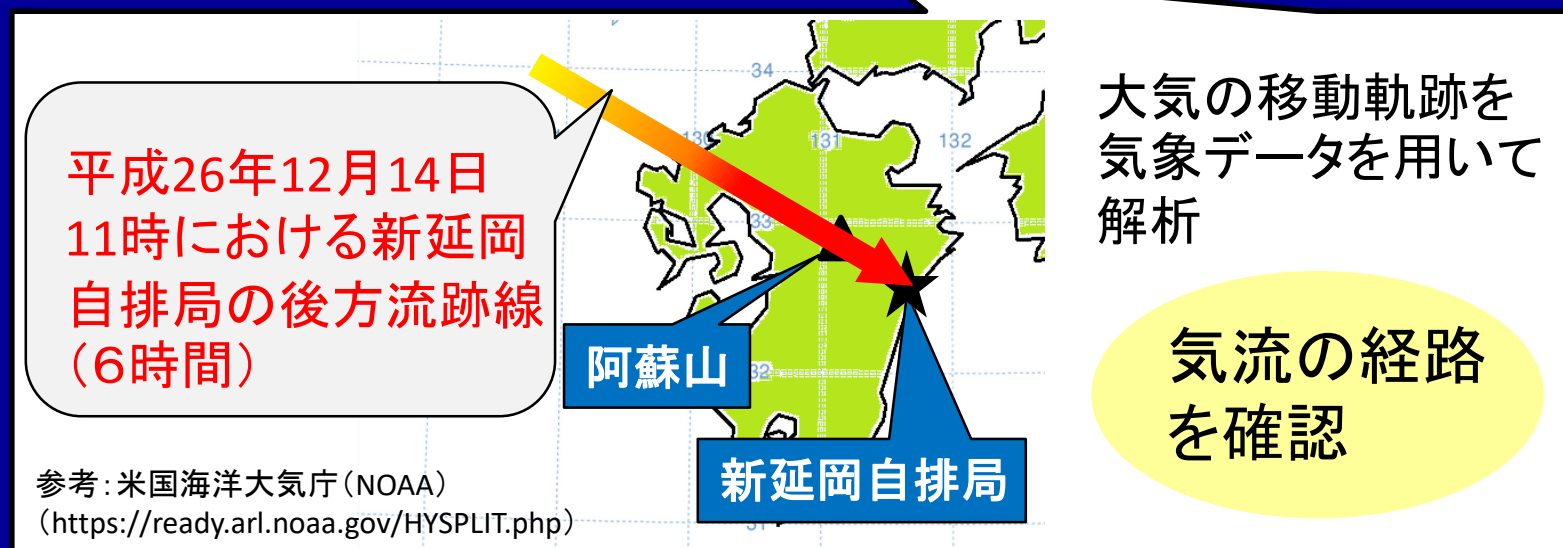 平成26年12月14日
11時における新延岡
自排局の後方流跡線
（６時間）
参考：米国海洋大気庁（NOAA）
（https://ready.arl.noaa.gov/HYSPLIT.php）
34
130
131
132
33
32
31
阿蘇山
新延岡自排局
大気の移動軌跡を
気象データを用いて
解析
気流の経路
を確認